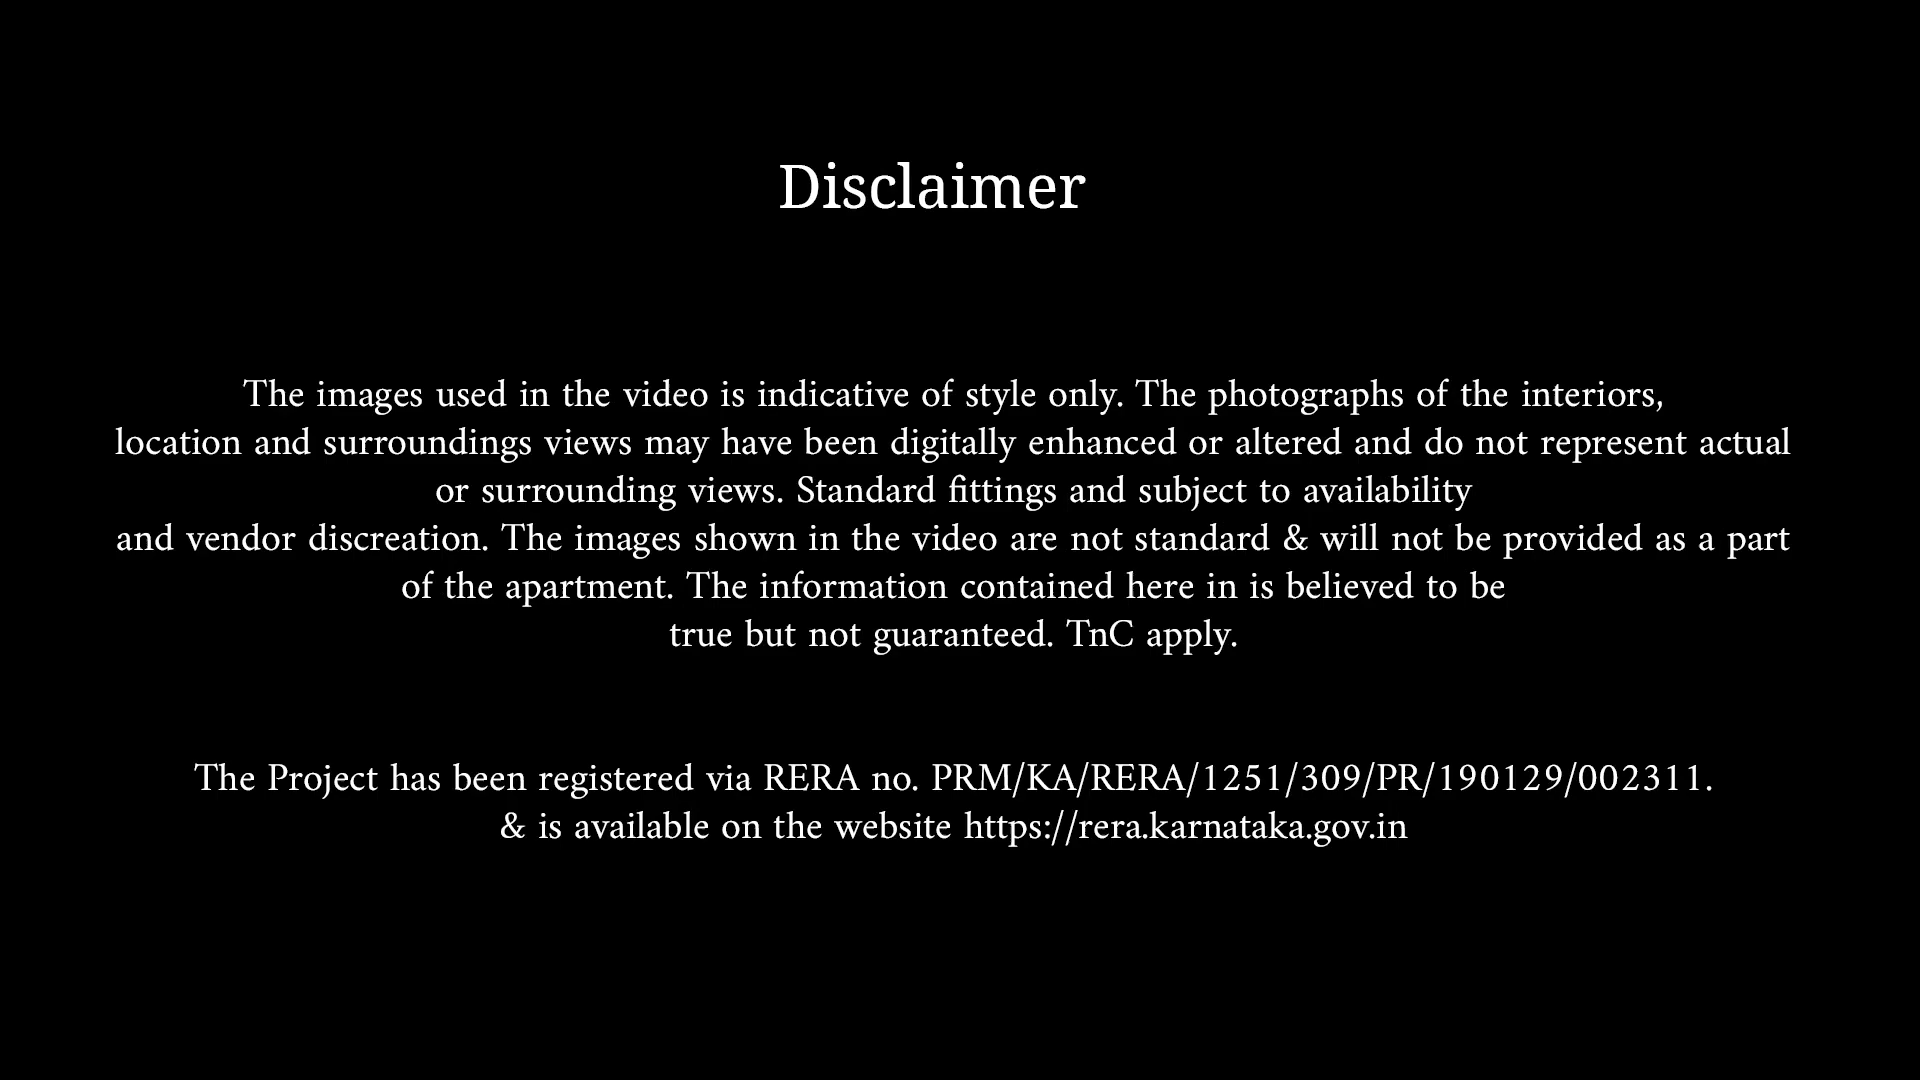 Disclaimer
The images used in the video is indicative of style only. The photographs of the interiors,
location and surroundings views may have been digitally enhanced or altered and do not represent actual
or surrounding views. Standard fittings and subject to availability
and vendor discreation. The images shown in the video are not standard & will not be provided as a part
of the apartment. The information contained here in is believed to be
true but not guaranteed. TnC apply.
The Project has been registered via RERA no. PRM/KA/RERA/1251/309/PR/190129/002311.
& is available on the website https://rera.karnataka.gov.in